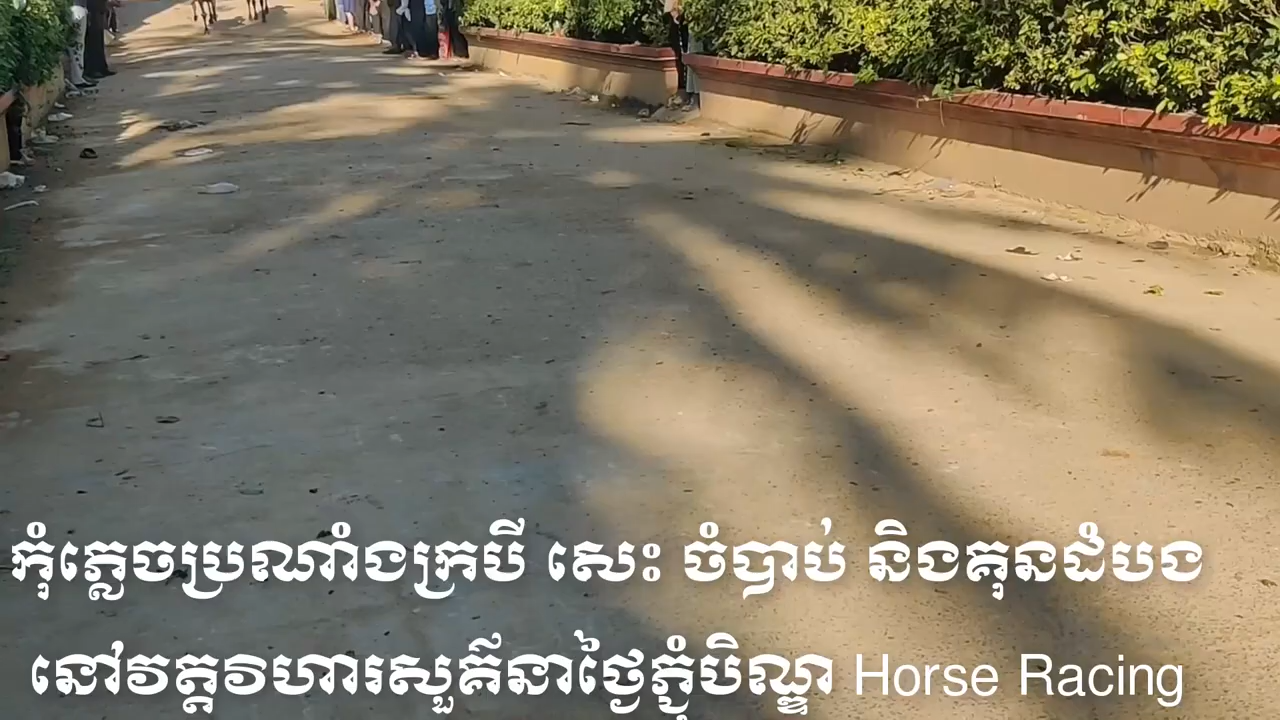 កុំភ្លេចប្រណាំងក្របី សេះ ចំបាប់ និងគុនដំបង
នៅវត្តវិហារសួគ៌នាថ្ងៃភ្ជុំបិណ្ឌ Horse Racing